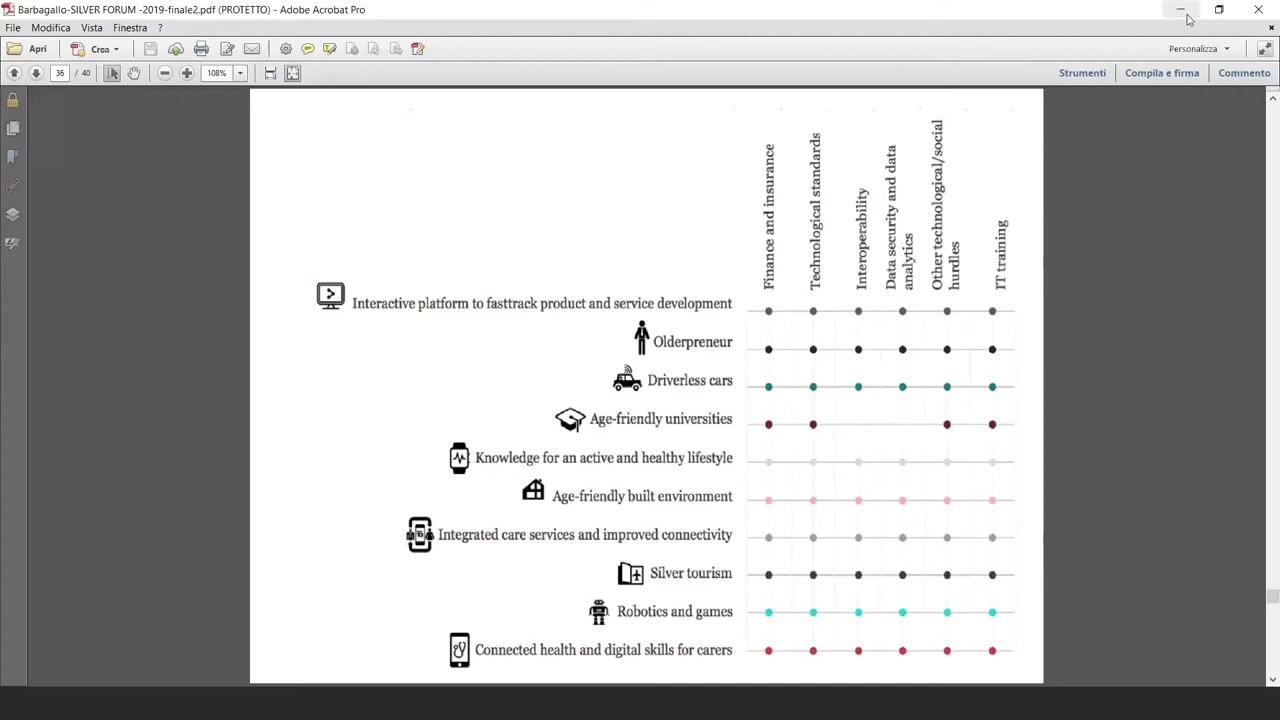 Barbagallo-SILVER FORUM -2019-finale2.pdf (PROTETTO) - Adobe Acrobat Pro
File Modifica Vista Finestra ?
Apri Crea Personalizza
36 / 40 108% Strumenti Compila e firma Commento
Finance and insurance
Technological standards
Interoperability
Data security and data
analytics
Other technological/social
hurdles
IT training
Interactive platform to fasttrack product and service development
Olderpreneur
Driverless cars
Age-friendly universities
Knowledge for an active and healthy lifestyle
Age-friendly built environment
Integrated care services and improved connectivity
Silver tourism
Robotics and games
Connected health and digital skills for carers